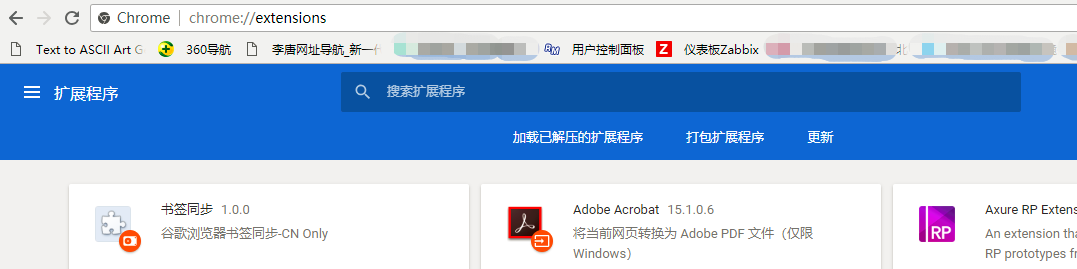 Chrome | chrome://extensions
Text to ASCII Art G 360导航 李唐网址导航_新一 用户控制面板 Z 仪表板Zabbix 北
扩展程序 搜索扩展程序
加载已解压的扩展程序 打包扩展程序 更新
书签同步 1.0.0 Adobe Acrobat 15.1.0.6 Axure RP Extens
谷歌浏览器书签同步-CN Only 将当前网页转换为 Adobe PDF 文件（仅限 RP An extension tha
Windows） RP prototypes f